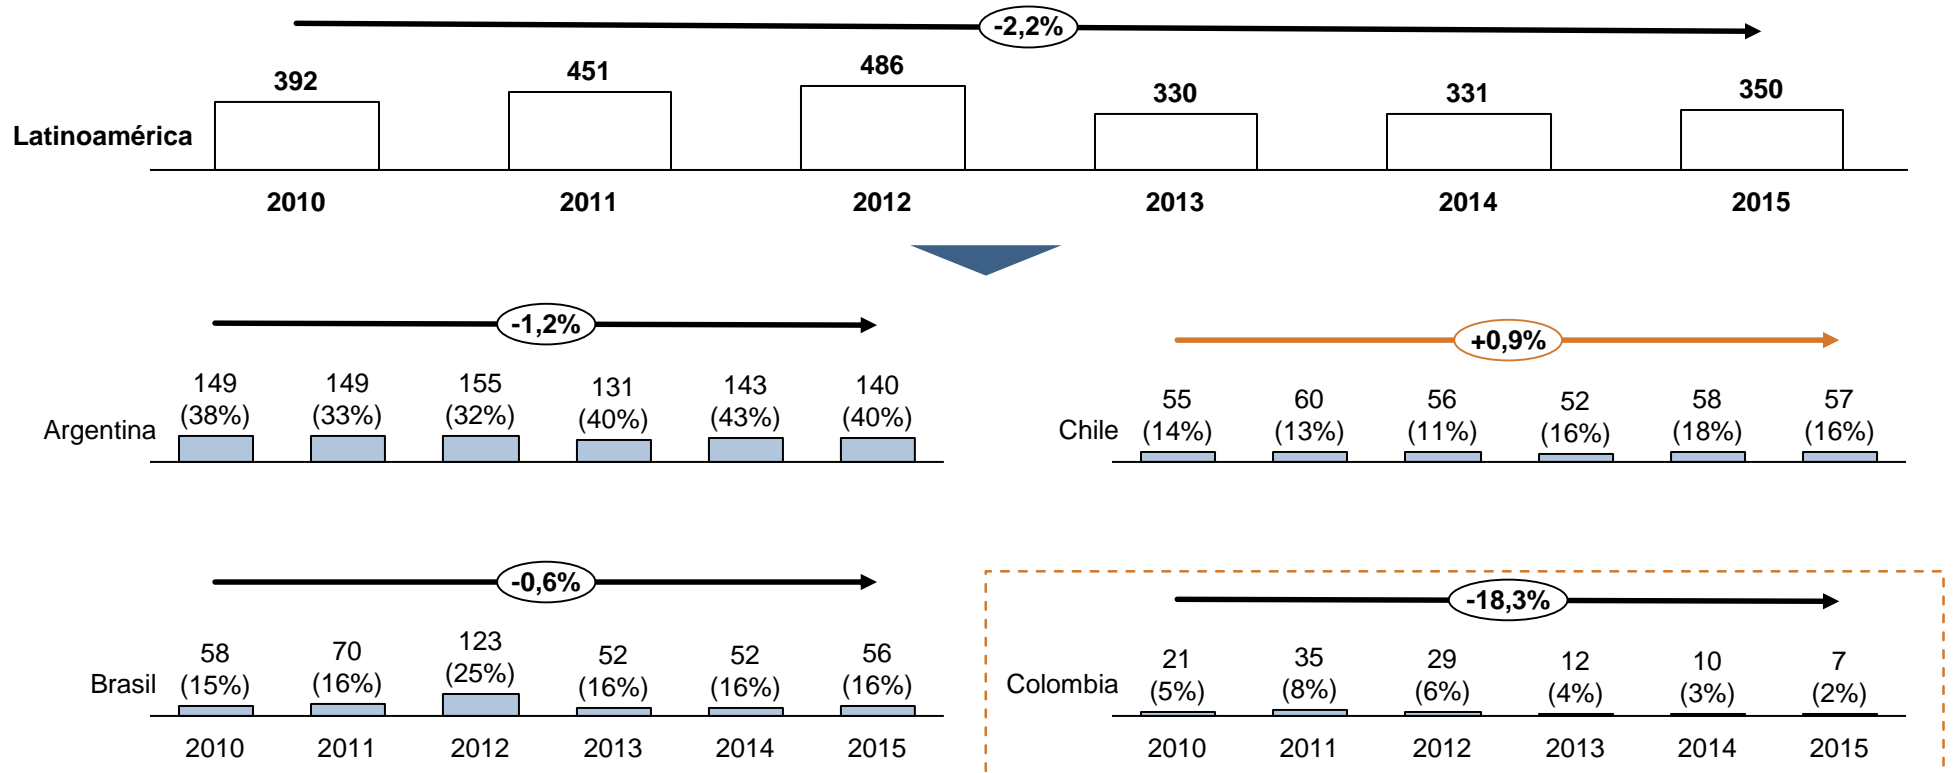 -2,2%
392 451 486 330 331 350
Latinoamérica
2010 2011 2012 2013 2014 2015
-1,2%
149 149 155 131 143 140
(38%) (33%) (32%) (40%) (43%) (40%)
Argentina
+0,9%
55 60 56 52 58 57
(14%) (13%) (11%) (16%) (18%) (16%)
Chile
-0,6%
58 70 123 52 52 56
(15%) (16%) (25%) (16%) (16%) (16%)
Brasil
2010 2011 2012 2013 2014 2015
-18,3%
21 35 29 12 10 7
(5%) (8%) (6%) (4%) (3%) (2%)
Colombia
2010 2011 2012 2013 2014 2015